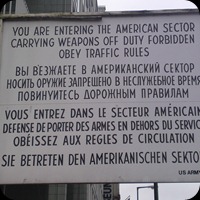 YOU ARE ENTERING THE AMERICAN SECTOR
CARRYING WEAPONS OFF DUTY FORBIDDEN
OBEY TRAFFIC RULES
ВЫ ВЪЕЗЖАЕТЕ В АМЕРИКАНСКИЙ СЕКТОР
НОСИТЬ ОРУЖИЕ ЗАПРЕЩЕНО В НЕСЛУЖЕБНОЕ ВРЕМЯ
ПОВИНУЙТЕСЬ ДОРОЖНЫМ ПРАВИЛАМ
VOUS ENTREZ DANS LE SECTEUR AMÉRICAIN
DEFENSE DE PORTER DES ARMES EN DEHORS DU SERVICE
OBÉISSEZ AUX REGLES DE CIRCULATION
SIE BETRETEN DEN AMERIKANISCHEN SEKTOR
US ARMY